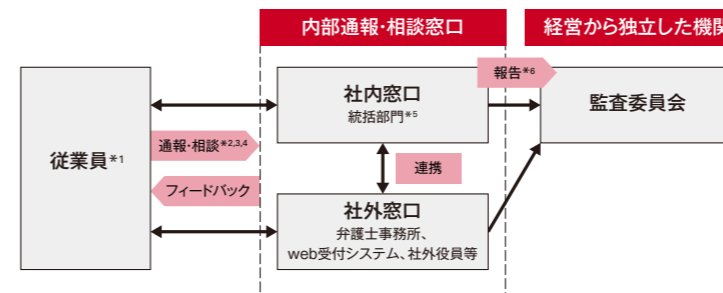 内部通報・相談窓口
経営から独立した機関
報告*6
社内窓口
統括部門*5
監査委員会
従業員*1
通報・相談*2,3,4
フィードバック
連携
社外窓口
弁護士事務所、
web受付システム、社外役員等